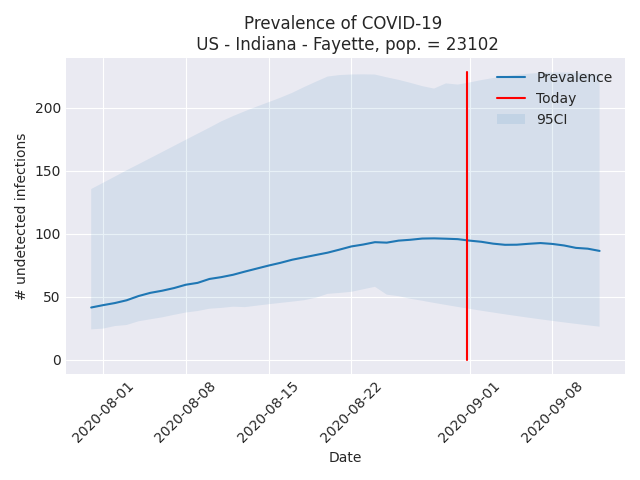 Prevalence of COVID-19
US - Indiana - Fayette, pop. = 23102
Prevalence
Today
95CI
# undetected infections
200
150
100
50
0
2020-08-01
2020-08-08
2020-08-15
2020-08-22
2020-09-01
2020-09-08
Date